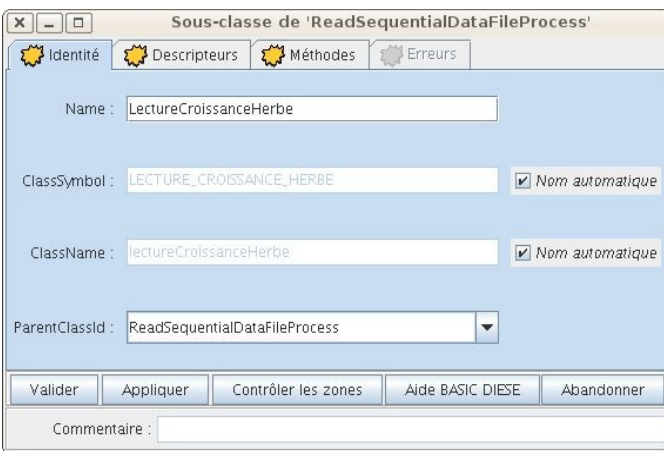 Sous-classe de 'ReadSequentialDataFileProcess'
Identité Descripteurs Méthodes Erreurs
Name : LectureCroissanceHerbe
ClassSymbol : LECTURE_CROISSANCE_HERBE Nom automatique
ClassName : lectureCroissanceHerbe Nom automatique
ParentClassId : ReadSequentialDataFileProcess
Valider Appliquer Contrôler les zones Aide BASIC DIESE Abandonner
Commentaire :